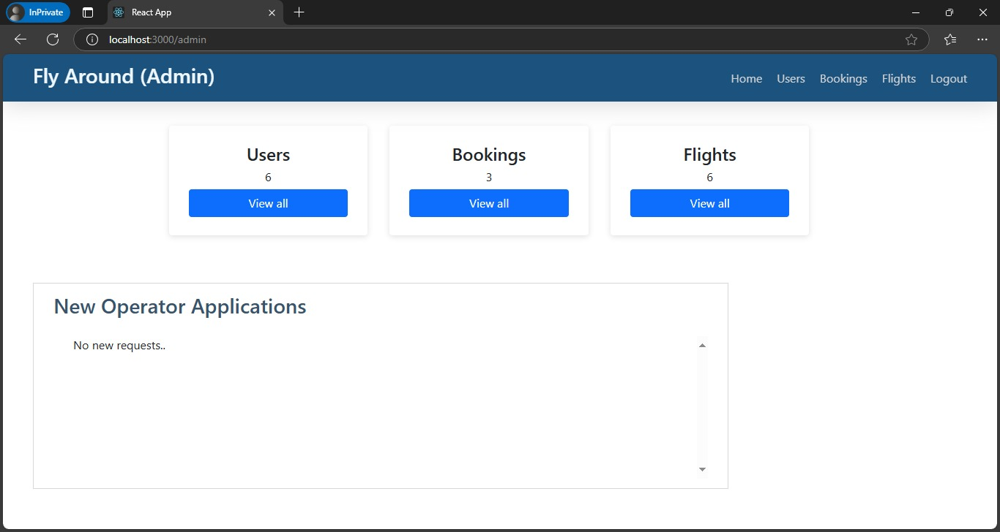 InPrivate React App
localhost:3000/admin
Fly Around (Admin)
Home Users Bookings Flights Logout
Users Bookings Flights
6 3 6
View all View all View all
New Operator Applications
No new requests..